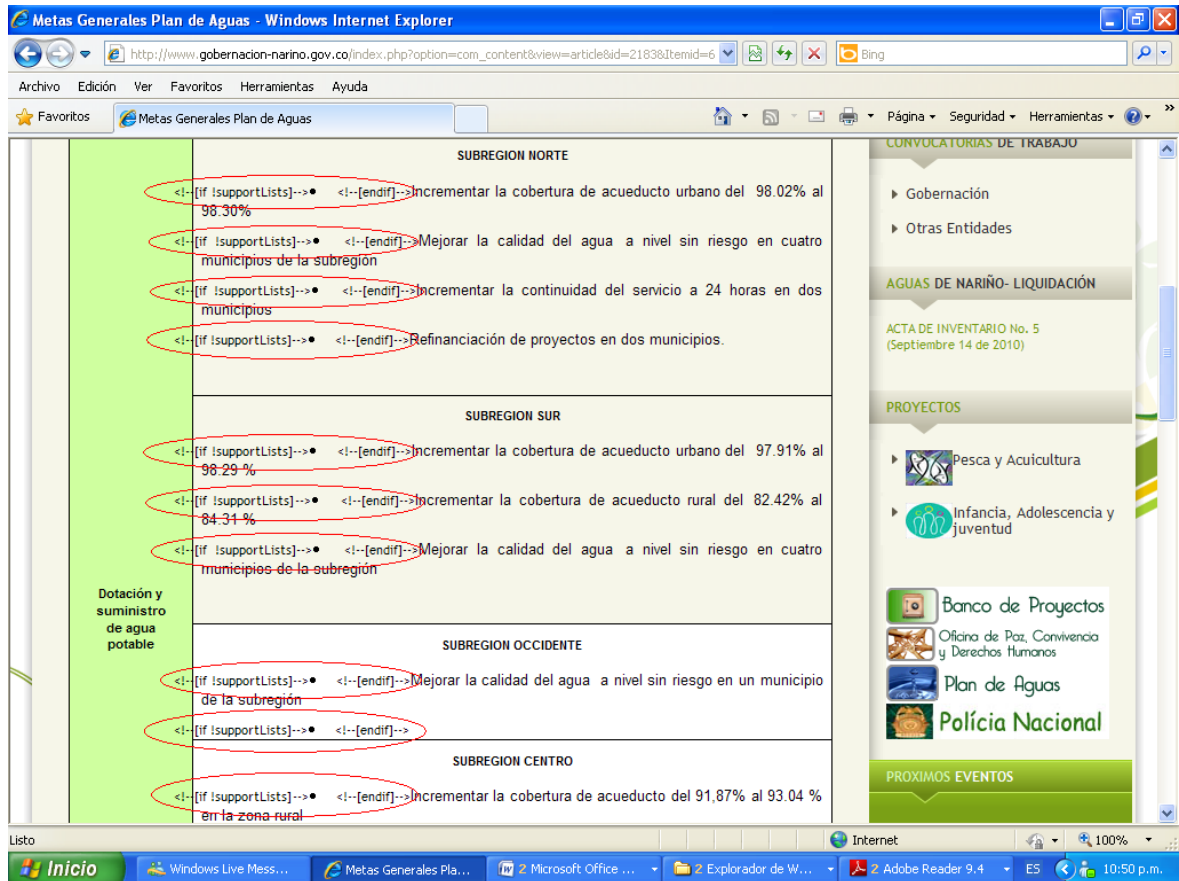 Metas Generales Plan de Aguas - Windows Internet Explorer
http://www.gobernacion-narino.gov.co/index.php?option=com_content&view=article&id=2183&Itemid=6
Bing
Archivo Edición Ver Favoritos Herramientas Ayuda
Favoritos
Metas Generales Plan de Aguas
Página
Seguridad
Herramientas
SUBREGION NORTE
<!--[if !supportLists]-->• <!--[endif]-->Incrementar la cobertura de acueducto urbano del 98.02% al
98.30%
<!--[if !supportLists]-->• <!--[endif]-->Mejorar la calidad del agua a nivel sin riesgo en cuatro
municipios de la subregión
<!--[if !supportLists]-->• <!--[endif]-->Incrementar la continuidad del servicio a 24 horas en dos
municipios
<!--[if !supportLists]-->• <!--[endif]-->Refinanciación de proyectos en dos municipios.
SUBREGION SUR
<!--[if !supportLists]-->• <!--[endif]-->Incrementar la cobertura de acueducto urbano del 97.91% al
98.29 %
<!--[if !supportLists]-->• <!--[endif]-->Incrementar la cobertura de acueducto rural del 82.42% al
84.31 %
<!--[if !supportLists]-->• <!--[endif]-->Mejorar la calidad del agua a nivel sin riesgo en cuatro
municipios de la subregión
Dotación y
suministro
de agua
potable
SUBREGION OCCIDENTE
<!--[if !supportLists]-->• <!--[endif]-->Mejorar la calidad del agua a nivel sin riesgo en un municipio
de la subregión
<!--[if !supportLists]-->• <!--[endif]-->
SUBREGION CENTRO
<!--[if !supportLists]-->• <!--[endif]-->Incrementar la cobertura de acueducto del 91,87% al 93.04 %
en la zona rural
CONVOCATORIAS DE TRABAJO
Gobernación
Otras Entidades
AGUAS DE NARIÑO- LIQUIDACIÓN
ACTA DE INVENTARIO No. 5
(Septiembre 14 de 2010)
PROYECTOS
Pesca y Acuicultura
Infancia, Adolescencia y
juventud
Banco de Proyectos
Oficina de Paz, Convivencia
y Derechos Humanos
Plan de Aguas
Polícia Nacional
PROXIMOS EVENTOS
Listo
Internet
100%
Inicio
Windows Live Mess...
Metas Generales Pla...
2 Microsoft Office ...
2 Explorador de W...
2 Adobe Reader 9.4
ES
10:50 p.m.